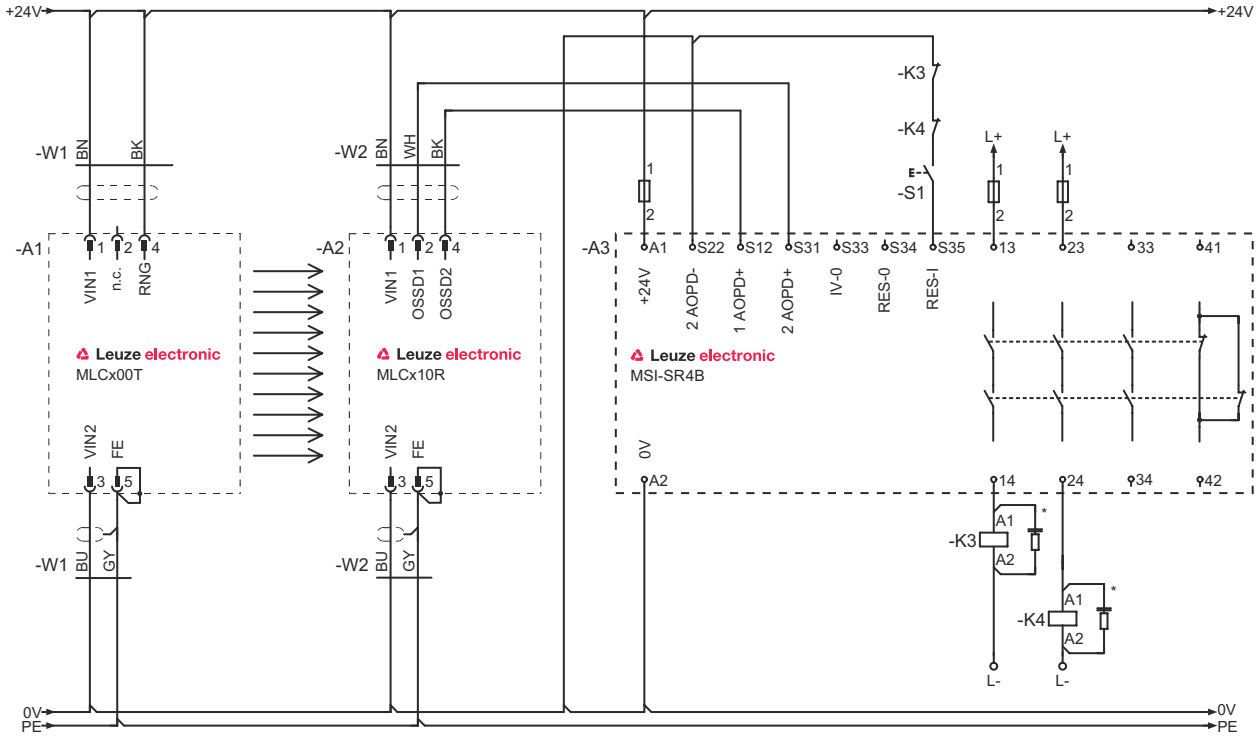 +24V +24V
-K3
-K4
-S1
E
L+ L+
-W1 BN BK
-W2 BN WH BK
1 1 1
2 2 2
-A1 1 2 4
VIN1 n.c. RNG
-A2 1 2 4
VIN1 OSSD1 OSSD2
-A3 A1 S22 S12 S31 S33 S34 S35 13 23 33 41
+24V 2 AOPD- 1 AOPD+ 2 AOPD+ IV-0 RES-0 RES-I
Leuze electronic
MLCx00T
Leuze electronic
MLCx10R
Leuze electronic
MSI-SR4B
VIN2 FE
3 5
VIN2 FE
3 5
0V
A2 14 24 34 42
-W1 BU GY
-W2 BU GY
-K3 A1 A2 *
-K4 A1 A2 *
L- L-
0V 0V
PE PE